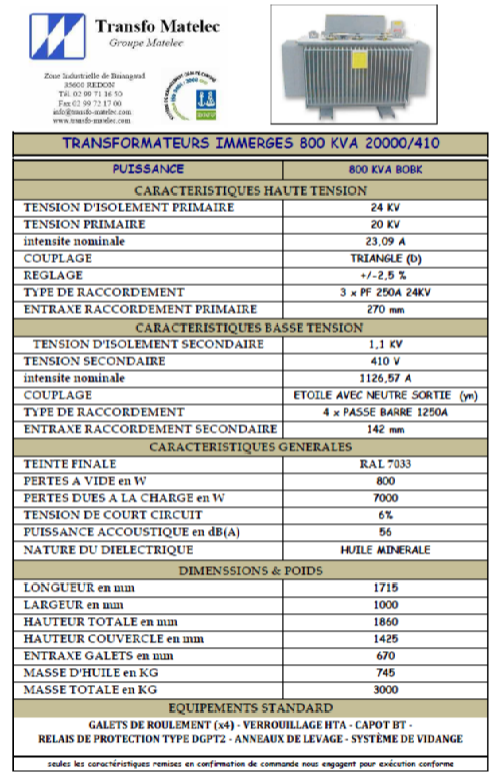 Transfo Matelec
Groupe Matelec
35600 REDON
Tél. 02 99 71 16 50
Fax 02 99 72 17 00
info@transfo-matelec.com
www.transfo-matelec.com
TRANSFORMATEURS IMMERGES 800 KVA 20000/410
PUISSANCE 800 KVA BOBK
CARACTERISTIQUES HAUTE TENSION
TENSION D'ISOLEMENT PRIMAIRE 24 KV
TENSION PRIMAIRE 20 KV
intensite nominale 23,09 A
COUPLAGE TRIANGLE (D)
REGLAGE +/-2,5 %
TYPE DE RACCORDEMENT 3 x PF 250A 24KV
ENTRAXE RACCORDEMENT PRIMAIRE 270 mm
CARACTERISTIQUES BASSE TENSION
TENSION D'ISOLEMENT SECONDAIRE 1,1 KV
TENSION SECONDAIRE 410 V
intensite nominale 1126,57 A
COUPLAGE ETOILE AVEC NEUTRE SORTIE (yn)
TYPE DE RACCORDEMENT 4 x PASSE BARRE 1250A
ENTRAXE RACCORDEMENT SECONDAIRE 142 mm
CARACTERISTIQUES GENERALES
TEINTE FINALE RAL 7033
PERTES A VIDE en W 800
PERTES DUES A LA CHARGE en W 7000
TENSION DE COURT CIRCUIT 6%
PUISSANCE ACCOUSTIQUE en dB(A) 56
NATURE DU DIELECTRIQUE HUILE MINERALE
DIMENSSIONS & POIDS
LONGUEUR en mm 1715
LARGEUR en mm 1000
HAUTEUR TOTALE en mm 1860
HAUTEUR COUVERCLE en mm 1425
ENTRAXE GALETS en mm 670
MASSE D'HUILE en KG 745
MASSE TOTALE en KG 3000
EQUIPEMENTS STANDARD
GALETS DE ROULEMENT (x4) - VERROUILLAGE HTA - CAPOT BT -
RELAIS DE PROTECTION TYPE DGPT2 - ANNEAUX DE LEVAGE - SYSTÈME DE VIDANGE
seules les caractéristiques remises en confirmation de commande nous engagent pour exécution conforme